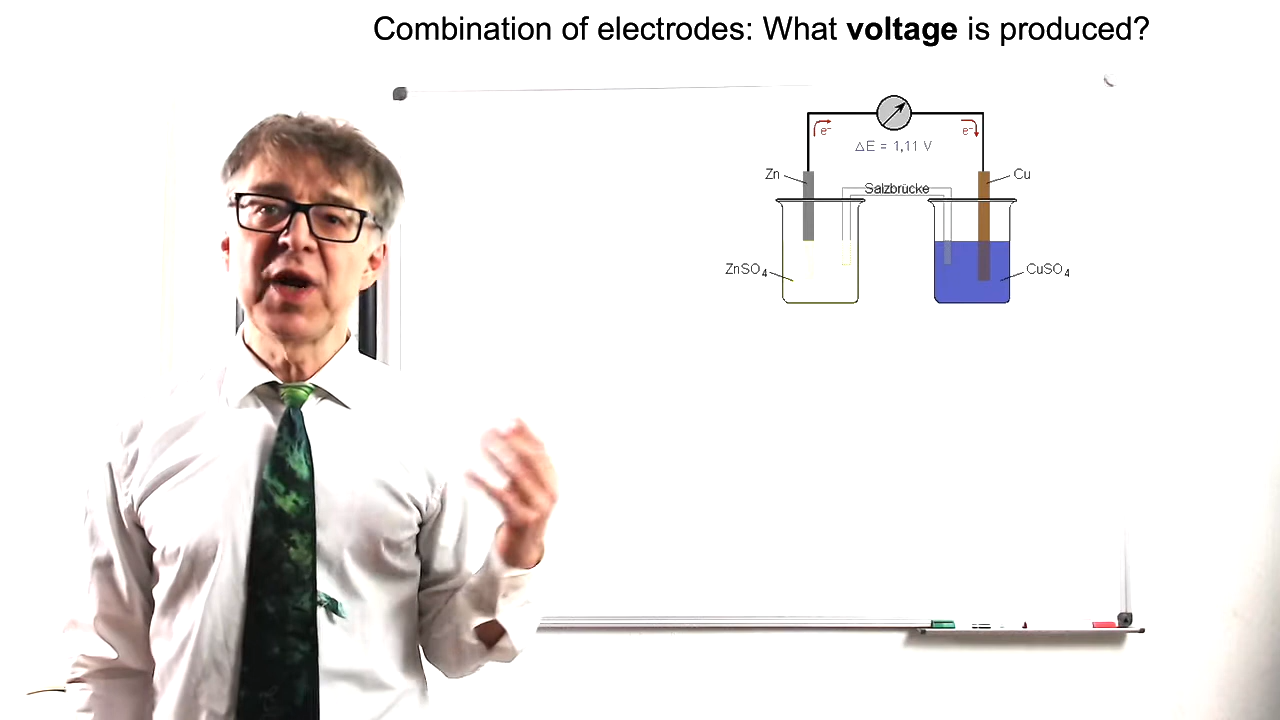 Combination of electrodes: What voltage is produced?
e⁻ e⁻
ΔE = 1,11 V
Zn Cu
Salzbrücke
ZnSO₄ CuSO₄